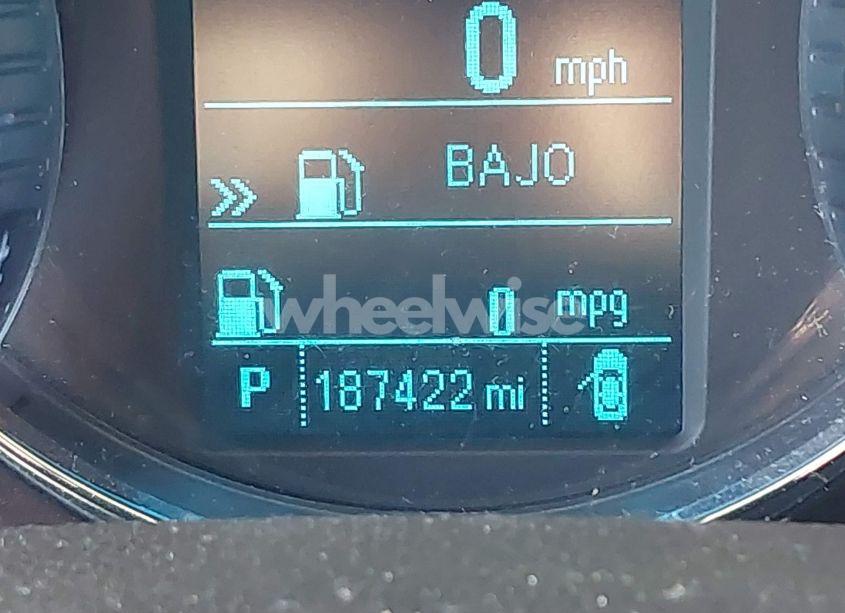 0 mph
BAJO
0 mpg
wheelwise
P 187422 mi